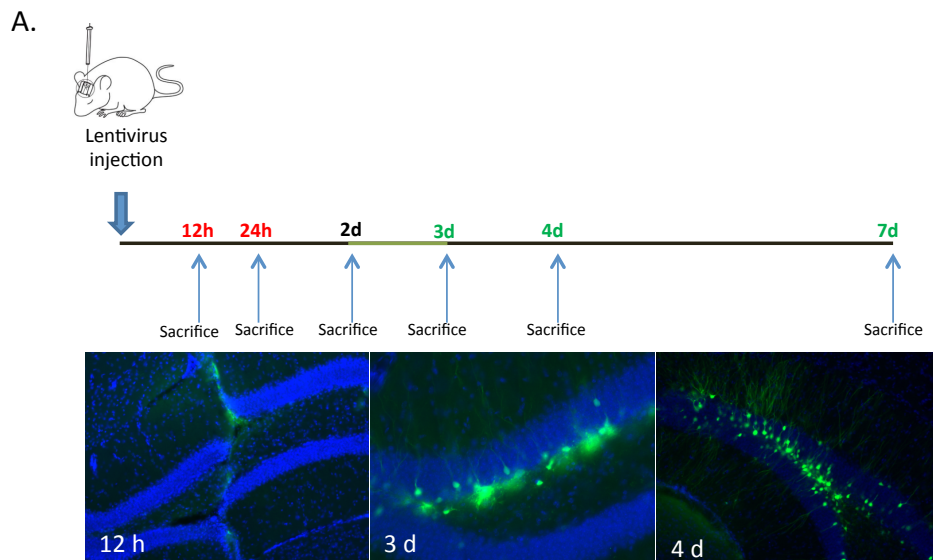 A.
Lentivirus
injection
12h 24h 2d 3d 4d 7d
Sacrifice Sacrifice Sacrifice Sacrifice Sacrifice Sacrifice
12 h 3 d 4 d